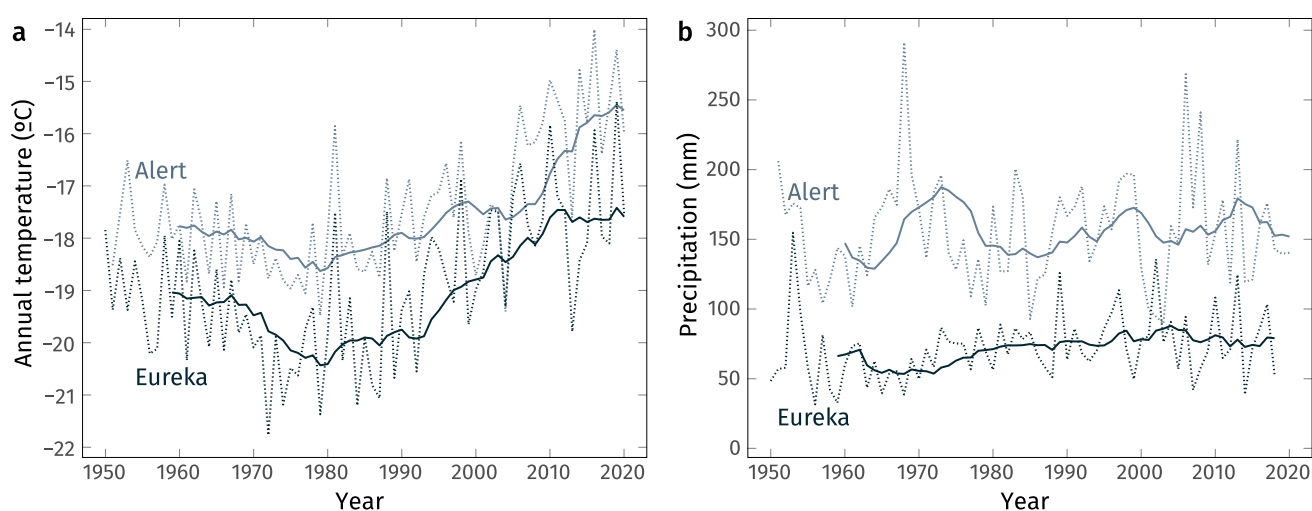 a
Annual temperature (ºC)
−14
−15
−16
−17
−18
−19
−20
−21
−22
Alert
Eureka
1950 1960 1970 1980 1990 2000 2010 2020
Year
b
Precipitation (mm)
300
250
200
150
100
50
0
Alert
Eureka
1950 1960 1970 1980 1990 2000 2010 2020
Year